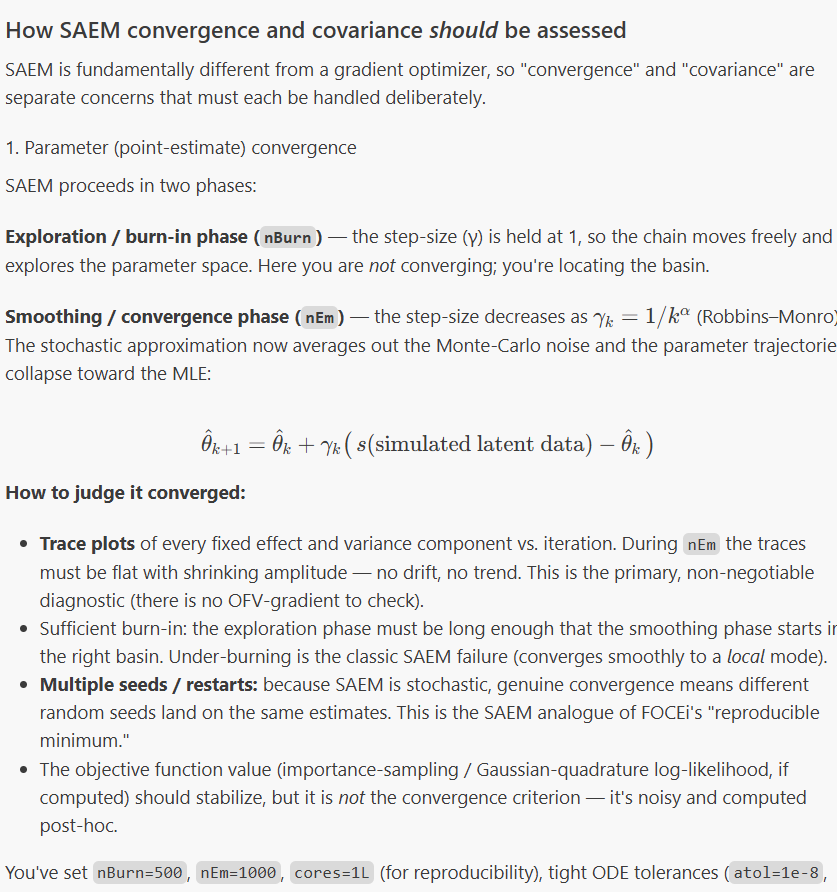 How SAEM convergence and covariance should be assessed
SAEM is fundamentally different from a gradient optimizer, so "convergence" and "covariance" are
separate concerns that must each be handled deliberately.
1. Parameter (point-estimate) convergence
SAEM proceeds in two phases:
Exploration / burn-in phase (nBurn) — the step-size (γ) is held at 1, so the chain moves freely and
explores the parameter space. Here you are not converging; you're locating the basin.
Smoothing / convergence phase (nEm) — the step-size decreases as γₖ = 1/k^α (Robbins–Monro)
The stochastic approximation now averages out the Monte-Carlo noise and the parameter trajectorie
collapse toward the MLE:
θ̂ₖ₊₁ = θ̂ₖ + γₖ( s(simulated latent data) − θ̂ₖ )
How to judge it converged:
• Trace plots of every fixed effect and variance component vs. iteration. During nEm the traces
must be flat with shrinking amplitude — no drift, no trend. This is the primary, non-negotiable
diagnostic (there is no OFV-gradient to check).
• Sufficient burn-in: the exploration phase must be long enough that the smoothing phase starts in
the right basin. Under-burning is the classic SAEM failure (converges smoothly to a local mode).
• Multiple seeds / restarts: because SAEM is stochastic, genuine convergence means different
random seeds land on the same estimates. This is the SAEM analogue of FOCEi's "reproducible
minimum."
• The objective function value (importance-sampling / Gaussian-quadrature log-likelihood, if
computed) should stabilize, but it is not the convergence criterion — it's noisy and computed
post-hoc.
You've set nBurn=500, nEm=1000, cores=1L (for reproducibility), tight ODE tolerances (atol=1e-8,